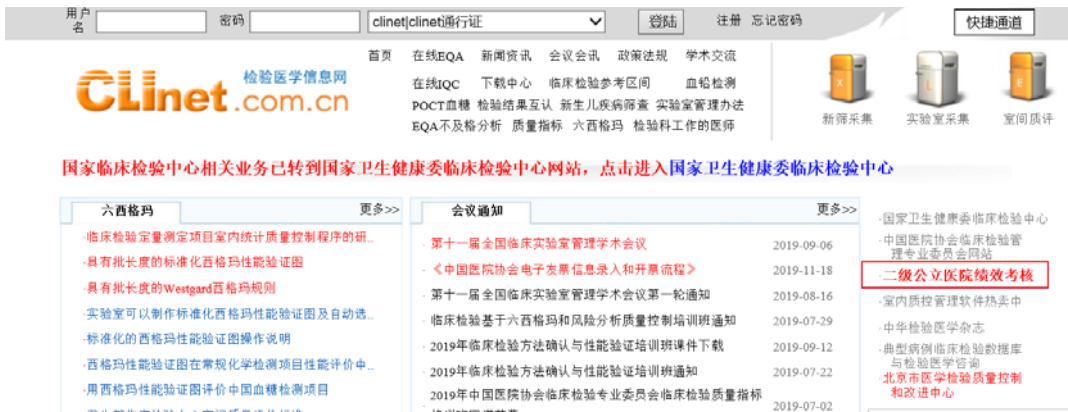 用户名
密码
clinet|clinet通行证
登陆
注册 忘记密码
快捷通道
CLInet.com.cn
检验医学信息网
首页 在线EQA 新闻资讯 会议会讯 政策法规 学术交流
在线IQC 下载中心 临床检验参考区间 血铅检测
POCT血糖 检验结果互认 新生儿疾病筛查 实验室管理办法
EQA不及格分析 质量指标 六西格玛 检验科工作的医师
X
L
E
新筛采集 实验室采集 室间质评
国家临床检验中心相关业务已转到国家卫生健康委临床检验中心网站，点击进入国家卫生健康委临床检验中心
六西格玛 更多>>
·临床检验定量测定项目室内统计质量控制程序的研..
·具有批长度的标准化西格玛性能验证图
·具有批长度的Westgard西格玛规则
·实验室可以制作标准化西格玛性能验证图及自动选..
·标准化的西格玛性能验证图操作说明
·西格玛性能验证图在常规化学检测项目性能评价中..
·用西格玛性能验证图评价中国血糖检测项目
会议通知 更多>>
· 第十一届全国临床实验室管理学术会议 2019-09-06
· 《中国医院协会电子发票信息录入和开票流程》 2019-11-18
· 第十一届全国临床实验室管理学术会议第一轮通知 2019-08-16
· 临床检验基于六西格玛和风险分析质量控制培训班通知 2019-07-29
· 2019年临床检验方法确认与性能验证培训班课件下载 2019-09-12
· 2019年临床检验方法确认与性能验证培训班通知 2019-07-22
· 2019年中国医院协会临床检验专业委员会临床检验质量指标
2019-07-02
·国家卫生健康委临床检验中心
·中国医院协会临床检验管
理专业委员会网站
·二级公立医院绩效考核
·室内质控管理软件热卖中
·中华检验医学杂志
·典型病例临床检验数据库
与检验医学咨询
·北京市医学检验质量控制
和改进中心